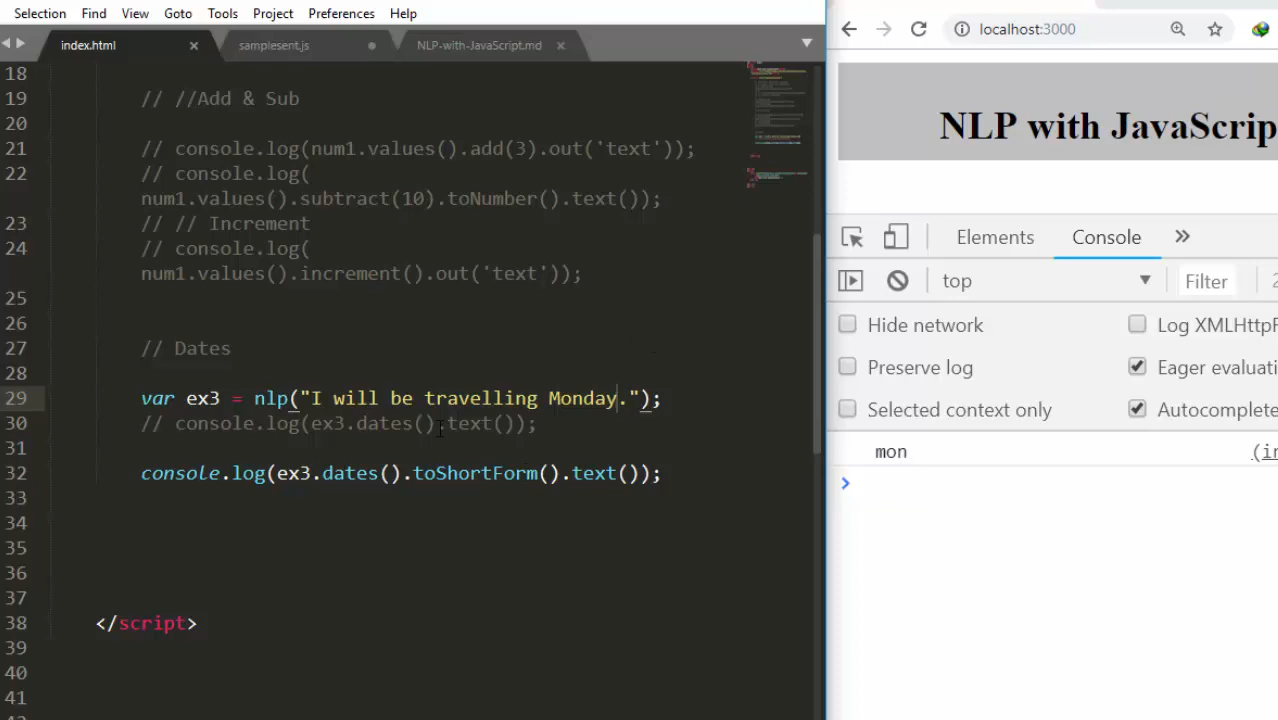 Selection Find View Goto Tools Project Preferences Help
index.html × samplesent.js NLP-with-JavaScript.md ×
18
19 // //Add & Sub
20
21 // console.log(num1.values().add(3).out('text'));
22 // console.log(
num1.values().subtract(10).toNumber().text());
23 // // Increment
24 // console.log(
num1.values().increment().out('text'));
25
26
27 // Dates
28
29 var ex3 = nlp("I will be travelling Monday.");
30 // console.log(ex3.dates().text());
31
32 console.log(ex3.dates().toShortForm().text());
33
34
35
36
37
38 </script>
39
40
41
localhost:3000
NLP with JavaScrip
Elements Console »
top Filter
Hide network Log XMLHttpR
Preserve log Eager evaluati
Selected context only Autocomplete
mon (in